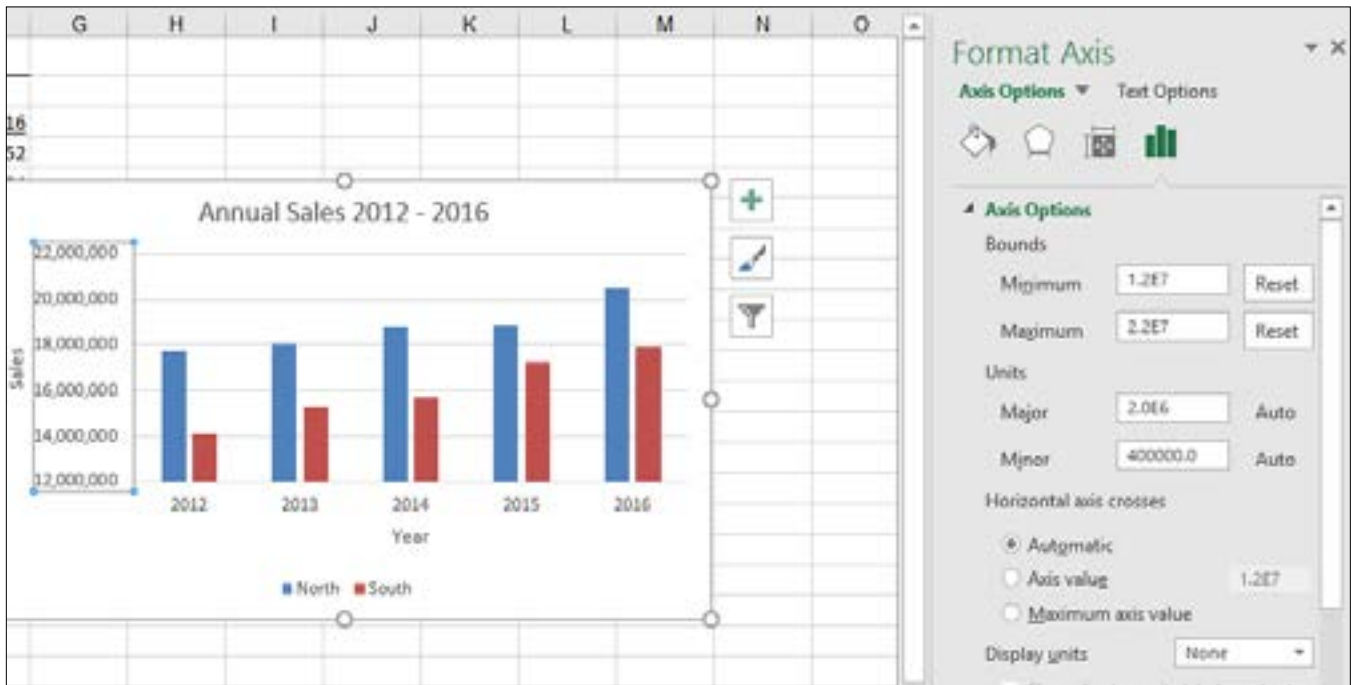 G H I J K L M N O
16
52
Annual Sales 2012 - 2016
22,000,000
20,000,000
18,000,000
16,000,000
14,000,000
12,000,000
Sales
2012 2013 2014 2015 2016
Year
North South
Format Axis
Axis Options Text Options
Axis Options
Bounds
Minimum 1.2E7 Reset
Maximum 2.2E7 Reset
Units
Major 2.0E6 Auto
Minor 400000.0 Auto
Horizontal axis crosses
Automatic
Axis value 1.2E7
Maximum axis value
Display units None